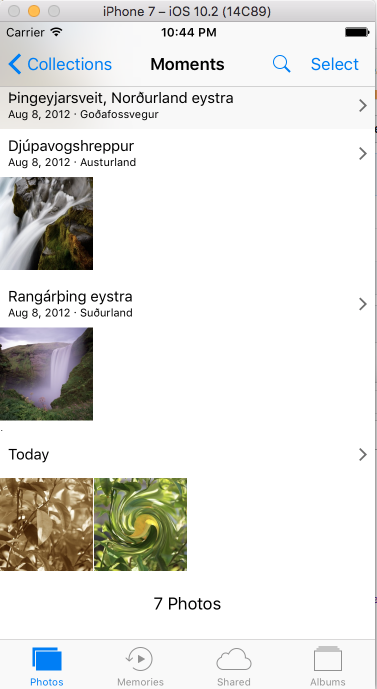 iPhone 7 – iOS 10.2 (14C89)
Carrier 10:44 PM
Collections Moments Select
Þingeyjarsveit, Norðurland eystra
Aug 8, 2012 · Goðafossvegur
Djúpavogshreppur
Aug 8, 2012 · Austurland
Rangárþing eystra
Aug 8, 2012 · Suðurland
Today
7 Photos
Photos Memories Shared Albums